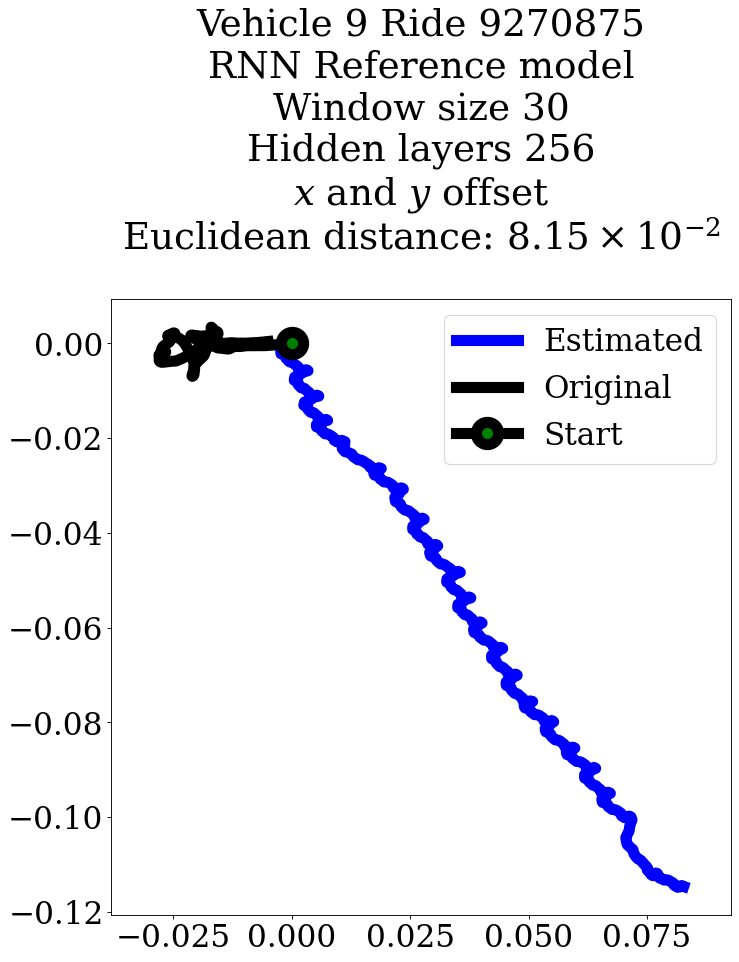 Vehicle 9 Ride 9270875
RNN Reference model
Window size 30
Hidden layers 256
x and y offset
Euclidean distance: 8.15 × 10⁻²
Estimated
Original
Start
0.00
−0.02
−0.04
−0.06
−0.08
−0.10
−0.12
−0.025 0.000 0.025 0.050 0.075